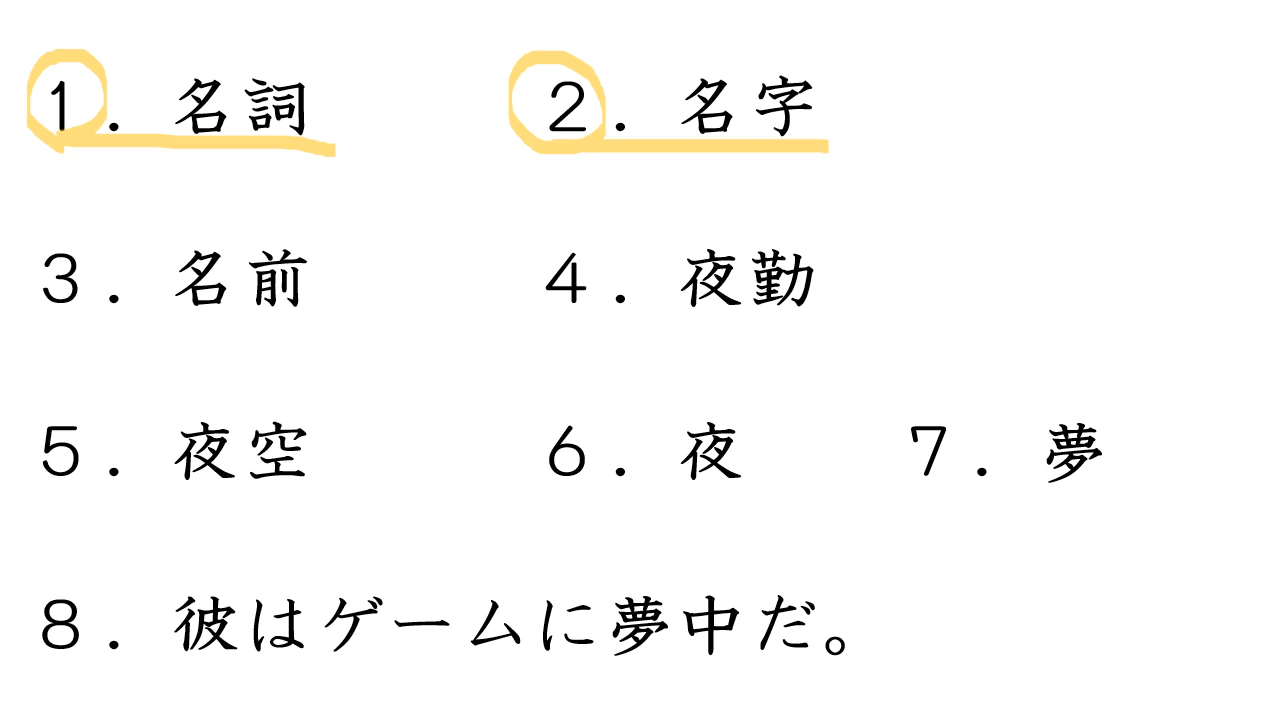 １．名詞　　　２．名字
３．名前　　　４．夜勤
５．夜空　　　６．夜　　７．夢
８．彼はゲームに夢中だ。